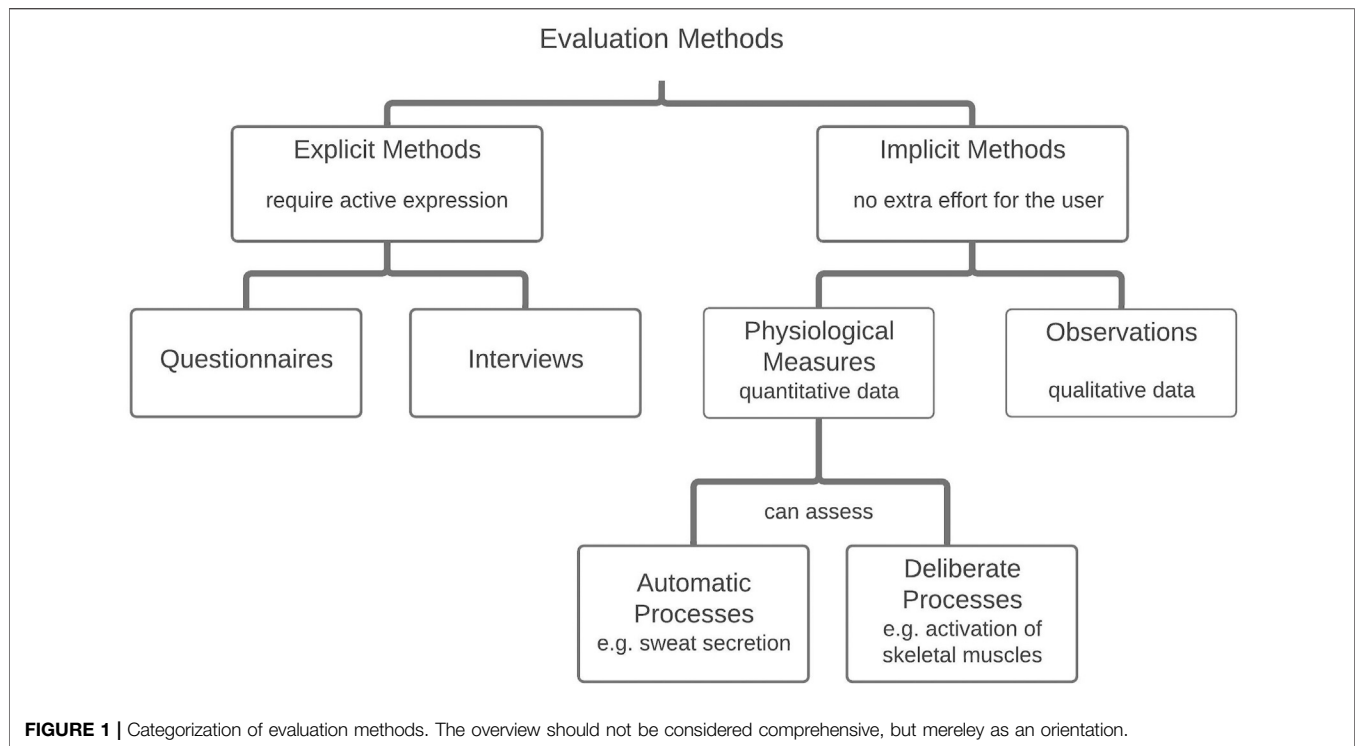 Evaluation Methods
Explicit Methods
require active expression
Implicit Methods
no extra effort for the user
Questionnaires
Interviews
Physiological
Measures
quantitative data
Observations
qualitative data
can assess
Automatic
Processes
e.g. sweat secretion
Deliberate
Processes
e.g. activation of
skeletal muscles
FIGURE 1 | Categorization of evaluation methods. The overview should not be considered comprehensive, but mereley as an orientation.